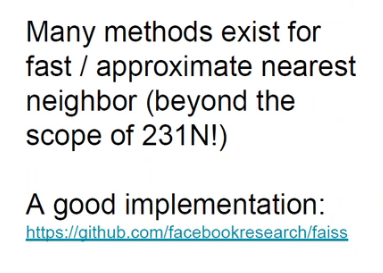 Many methods exist for
fast / approximate nearest
neighbor (beyond the
scope of 231N!)
A good implementation:
https://github.com/facebookresearch/faiss